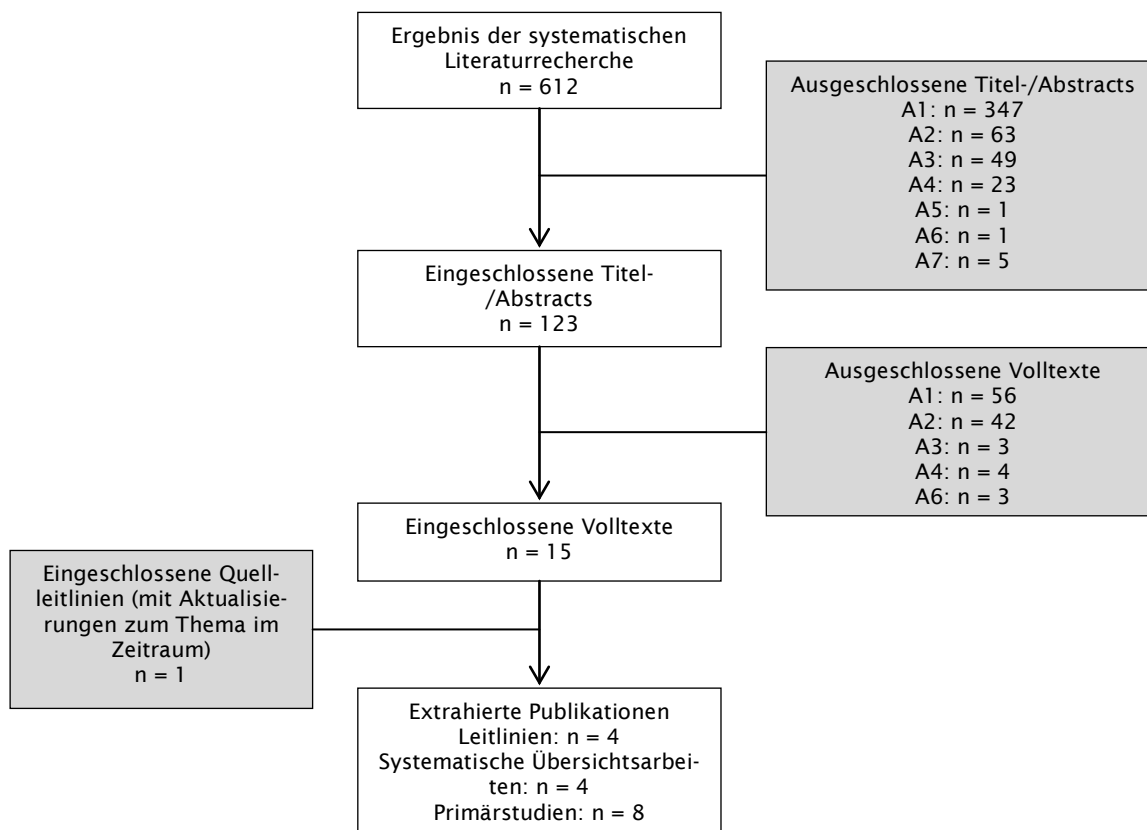 Ergebnis der systematischen
Literaturrecherche
n = 612
Ausgeschlossene Titel-/Abstracts
A1: n = 347
A2: n = 63
A3: n = 49
A4: n = 23
A5: n = 1
A6: n = 1
A7: n = 5
Eingeschlossene Titel-
/Abstracts
n = 123
Ausgeschlossene Volltexte
A1: n = 56
A2: n = 42
A3: n = 3
A4: n = 4
A6: n = 3
Eingeschlossene Volltexte
n = 15
Eingeschlossene Quell-
leitlinien (mit Aktualisie-
rungen zum Thema im
Zeitraum)
n = 1
Extrahierte Publikationen
Leitlinien: n = 4
Systematische Übersichtsarbei-
ten: n = 4
Primärstudien: n = 8